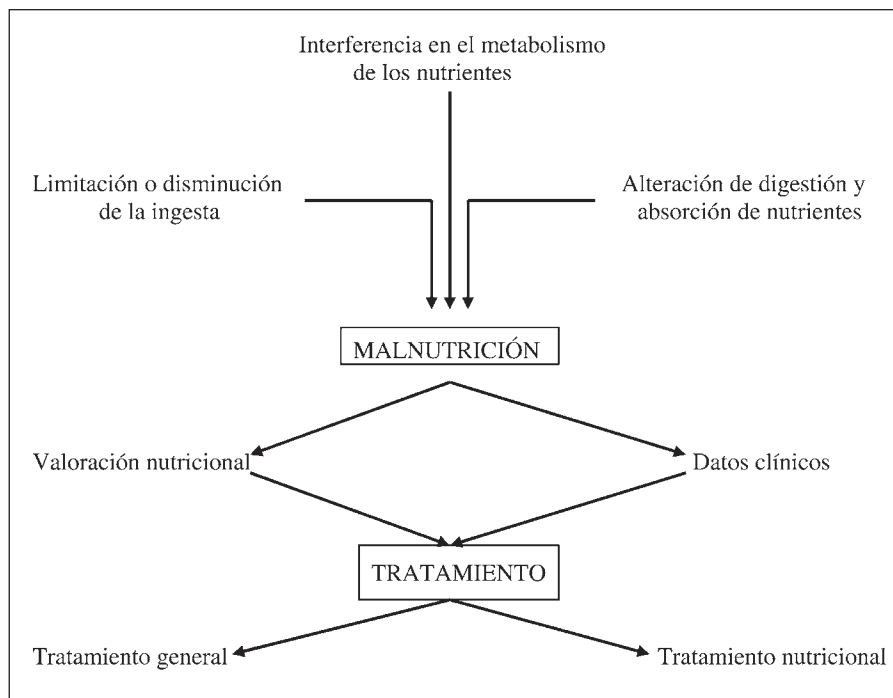 Interferencia en el metabolismo
de los nutrientes
Limitación o disminución
de la ingesta
Alteración de digestión y
absorción de nutrientes
MALNUTRICIÓN
Valoración nutricional
Datos clínicos
TRATAMIENTO
Tratamiento general
Tratamiento nutricional